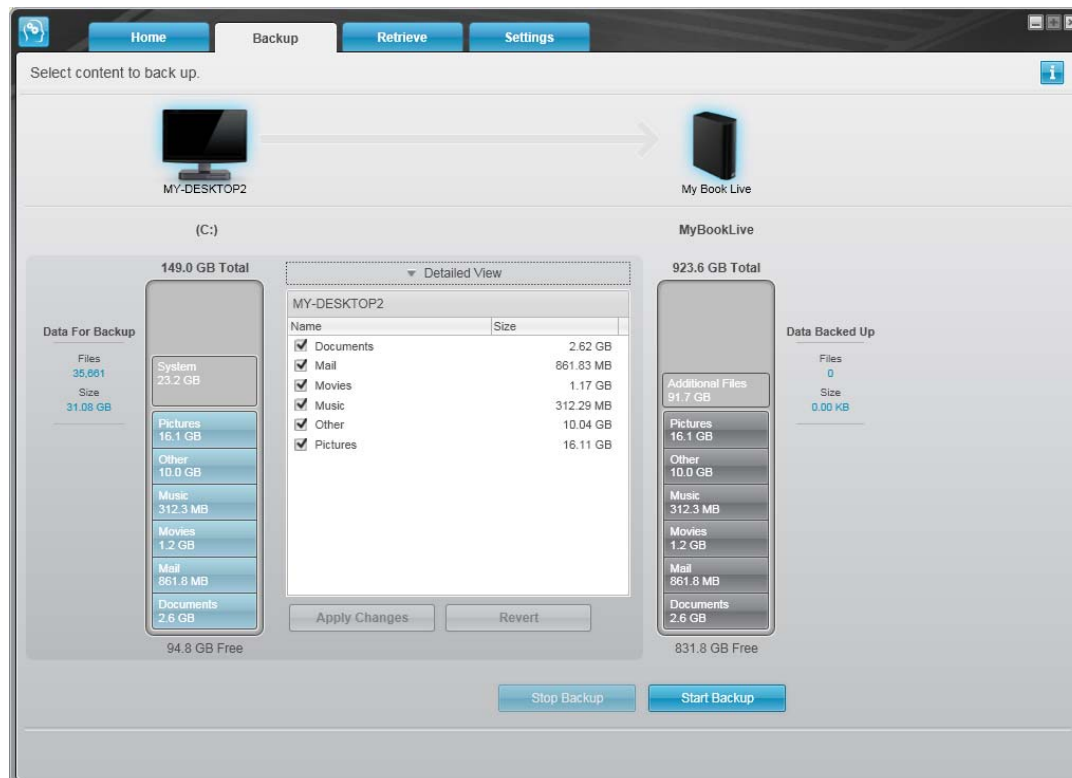 Home
Backup
Retrieve
Settings
Select content to back up.
i
MY-DESKTOP2
My Book Live
(C:)
MyBookLive
149.0 GB Total
Data For Backup
Files
35,661
Size
31.08 GB
System
23.2 GB
Pictures
16.1 GB
Other
10.0 GB
Music
312.3 MB
Movies
1.2 GB
Mail
861.8 MB
Documents
2.6 GB
94.8 GB Free
Detailed View
MY-DESKTOP2
Name Size
Documents 2.62 GB
Mail 861.83 MB
Movies 1.17 GB
Music 312.29 MB
Other 10.04 GB
Pictures 16.11 GB
Apply Changes
Revert
923.6 GB Total
Additional Files
91.7 GB
Pictures
16.1 GB
Other
10.0 GB
Music
312.3 MB
Movies
1.2 GB
Mail
861.8 MB
Documents
2.6 GB
831.8 GB Free
Data Backed Up
Files
0
Size
0.00 KB
Stop Backup
Start Backup